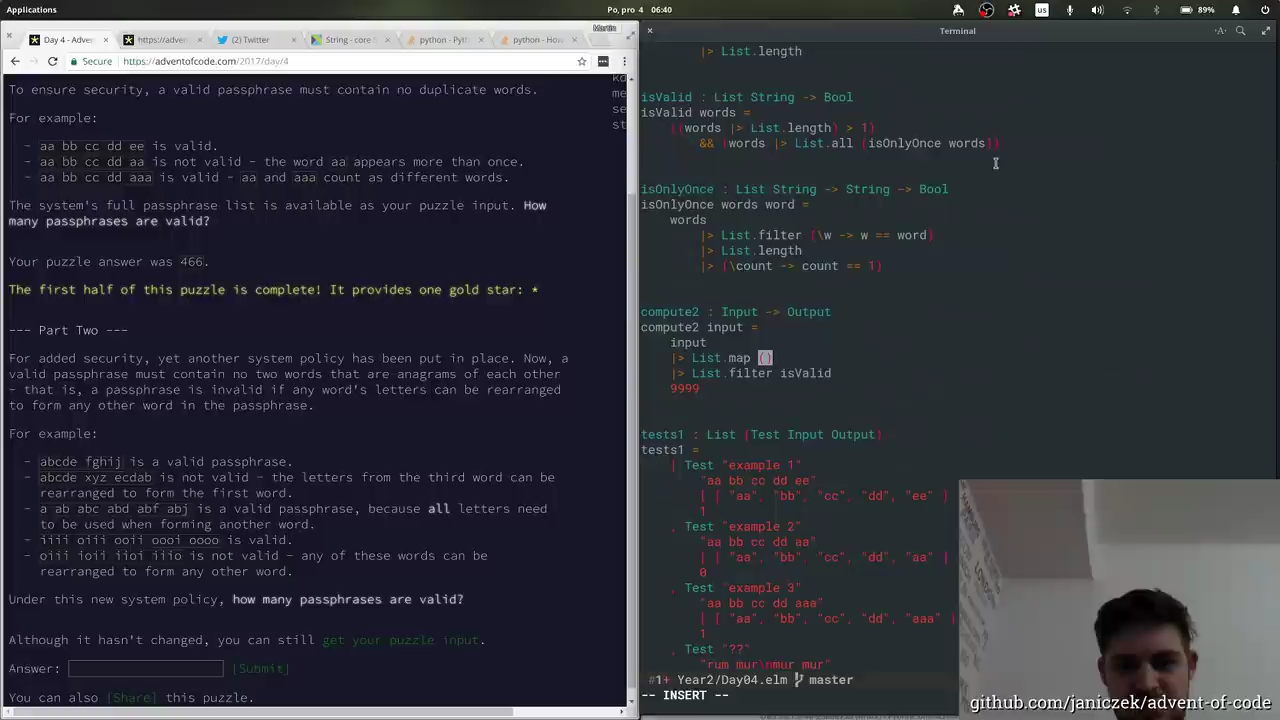 Applications
Po, pro 4 06:40
us
89%
Martin
Day 4 - Adven
https://adven
(2) Twitter
String - core
python - Pyt
python - How
Terminal
Secure https://adventofcode.com/2017/day/4
To ensure security, a valid passphrase must contain no duplicate words.
For example:
- aa bb cc dd ee is valid.
- aa bb cc dd aa is not valid - the word aa appears more than once.
- aa bb cc dd aaa is valid - aa and aaa count as different words.
The system's full passphrase list is available as your puzzle input. How
many passphrases are valid?
Your puzzle answer was 466.
The first half of this puzzle is complete! It provides one gold star: *
--- Part Two ---
For added security, yet another system policy has been put in place. Now, a
valid passphrase must contain no two words that are anagrams of each other
- that is, a passphrase is invalid if any word's letters can be rearranged
to form any other word in the passphrase.
For example:
- abcde fghij is a valid passphrase.
- abcde xyz ecdab is not valid - the letters from the third word can be
rearranged to form the first word.
- a ab abc abd abf abj is a valid passphrase, because all letters need
to be used when forming another word.
- iiii oiii ooii oooi oooo is valid.
- oiii ioii iioi iiio is not valid - any of these words can be
rearranged to form any other word.
Under this new system policy, how many passphrases are valid?
Although it hasn't changed, you can still get your puzzle input.
Answer: [Submit]
You can also [Share] this puzzle.
me
se
st
|> List.length
isValid : List String -> Bool
isValid words =
((words |> List.length) > 1)
&& (words |> List.all (isOnlyOnce words))
isOnlyOnce : List String -> String -> Bool
isOnlyOnce words word =
words
|> List.filter (\w -> w == word)
|> List.length
|> (\count -> count == 1)
compute2 : Input -> Output
compute2 input =
input
|> List.map ()
|> List.filter isValid
9999
tests1 : List (Test Input Output)
tests1 =
[ Test "example 1"
"aa bb cc dd ee"
[ [ "aa", "bb", "cc", "dd", "ee" ]
1
, Test "example 2"
"aa bb cc dd aa"
[ [ "aa", "bb", "cc", "dd", "aa" ]
0
, Test "example 3"
"aa bb cc dd aaa"
[ [ "aa", "bb", "cc", "dd", "aaa" ]
1
, Test "??"
"rum mur\nmur mur"
#1+ Year2/Day04.elm master
-- INSERT --
github.com/janiczek/advent-of-code